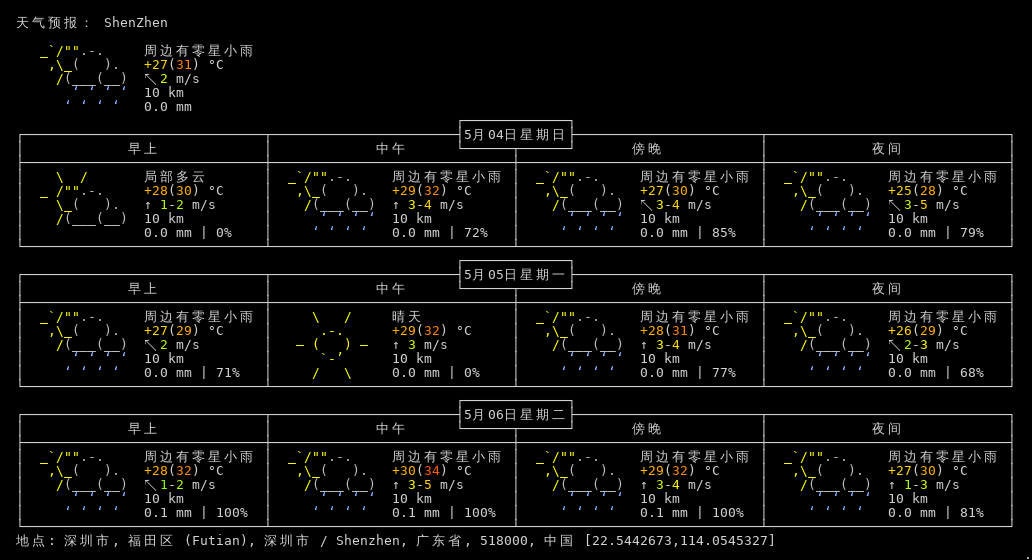 天气预报： ShenZhen
周边有零星小雨
+27(31) °C
↖2 m/s
10 km
0.0 mm
5月04日星期日
早上 中午 傍晚 夜间
局部多云 周边有零星小雨 周边有零星小雨 周边有零星小雨
+28(30) °C +29(32) °C +27(30) °C +25(28) °C
↑ 1-2 m/s ↑ 3-4 m/s ↖3-4 m/s ↖3-5 m/s
10 km 10 km 10 km 10 km
0.0 mm | 0% 0.0 mm | 72% 0.0 mm | 85% 0.0 mm | 79%
5月05日星期一
早上 中午 傍晚 夜间
周边有零星小雨 晴天 周边有零星小雨 周边有零星小雨
+27(29) °C +29(32) °C +28(31) °C +26(29) °C
↖2 m/s ↑ 3 m/s ↑ 3-4 m/s ↖2-3 m/s
10 km 10 km 10 km 10 km
0.0 mm | 71% 0.0 mm | 0% 0.0 mm | 77% 0.0 mm | 68%
5月06日星期二
早上 中午 傍晚 夜间
周边有零星小雨 周边有零星小雨 周边有零星小雨 周边有零星小雨
+28(32) °C +30(34) °C +29(32) °C +27(30) °C
↖1-2 m/s ↑ 3-5 m/s ↑ 3-4 m/s ↑ 1-3 m/s
10 km 10 km 10 km 10 km
0.1 mm | 100% 0.1 mm | 100% 0.1 mm | 100% 0.0 mm | 81%
地点: 深圳市, 福田区 (Futian), 深圳市 / Shenzhen, 广东省, 518000, 中国 [22.5442673,114.0545327]